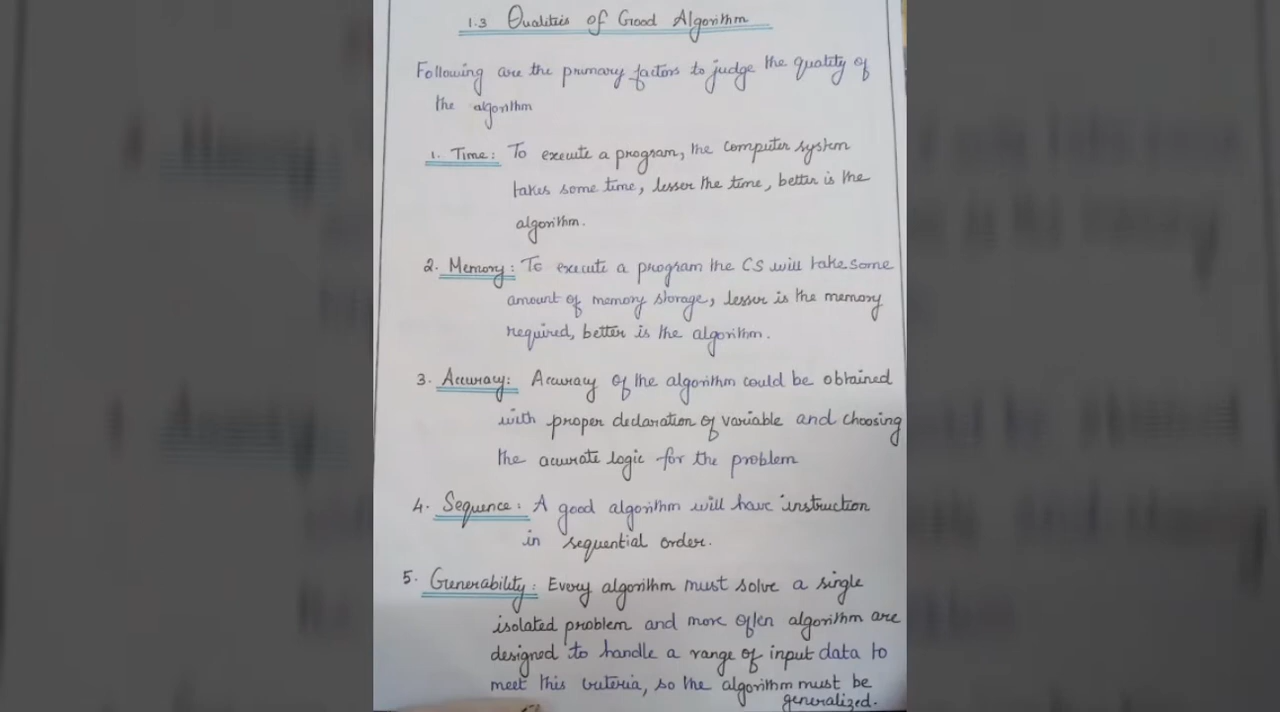 1.3 Qualiteis of Good Algorithm
Following are the primary factors to judge the quality of
the algorithm
1. Time: To execute a program, the computer system
takes some time, lesser the time, better is the
algorithm.
2. Memory: To execute a program the CS will take some
amount of memory storage, lesser is the memory
required, better is the algorithm.
3. Accuracy: Accuracy of the algorithm could be obtained
with proper declaration of variable and choosing
the accurate logic for the problem
4. Sequence: A good algorithm will have instruction
in sequential order.
5. Generability: Every algorithm must solve a single
isolated problem and more often algorithm are
designed to handle a range of input data to
meet this criteria, so the algorithm must be
generalized.